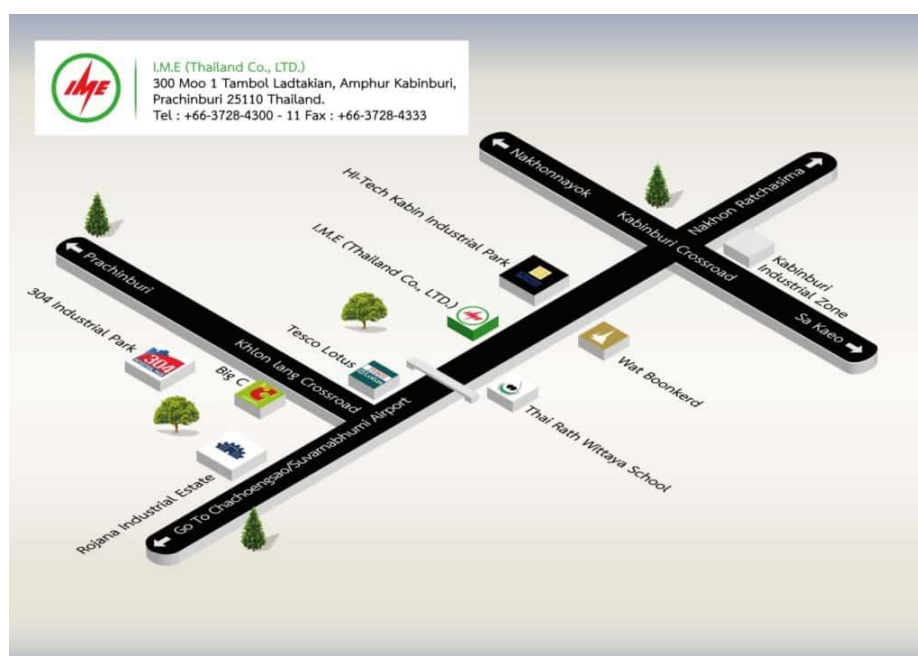 IME
I.M.E (Thailand Co., LTD.)
300 Moo 1 Tambol Ladtakian, Amphur Kabinburi,
Prachinburi 25110 Thailand.
Tel : +66-3728-4300 - 11 Fax : +66-3728-4333
Nakhonnayok
Kabinburi Crossroad
Nakhon Ratchasima
Hi-Tech Kabin Industrial Park
I.M.E (Thailand Co., LTD.)
Kabinburi
Industrial Zone
Sa Kaeo
Prachinburi
Khlon lang Crossroad
304 Industrial Park
304
Big C
Tesco Lotus
TESCO
Lotus
Wat Boonkerd
Thai Rath Wittaya School
Go To Chachoengsao/Suvarnabhumi Airport
Rojana Industrial Estate